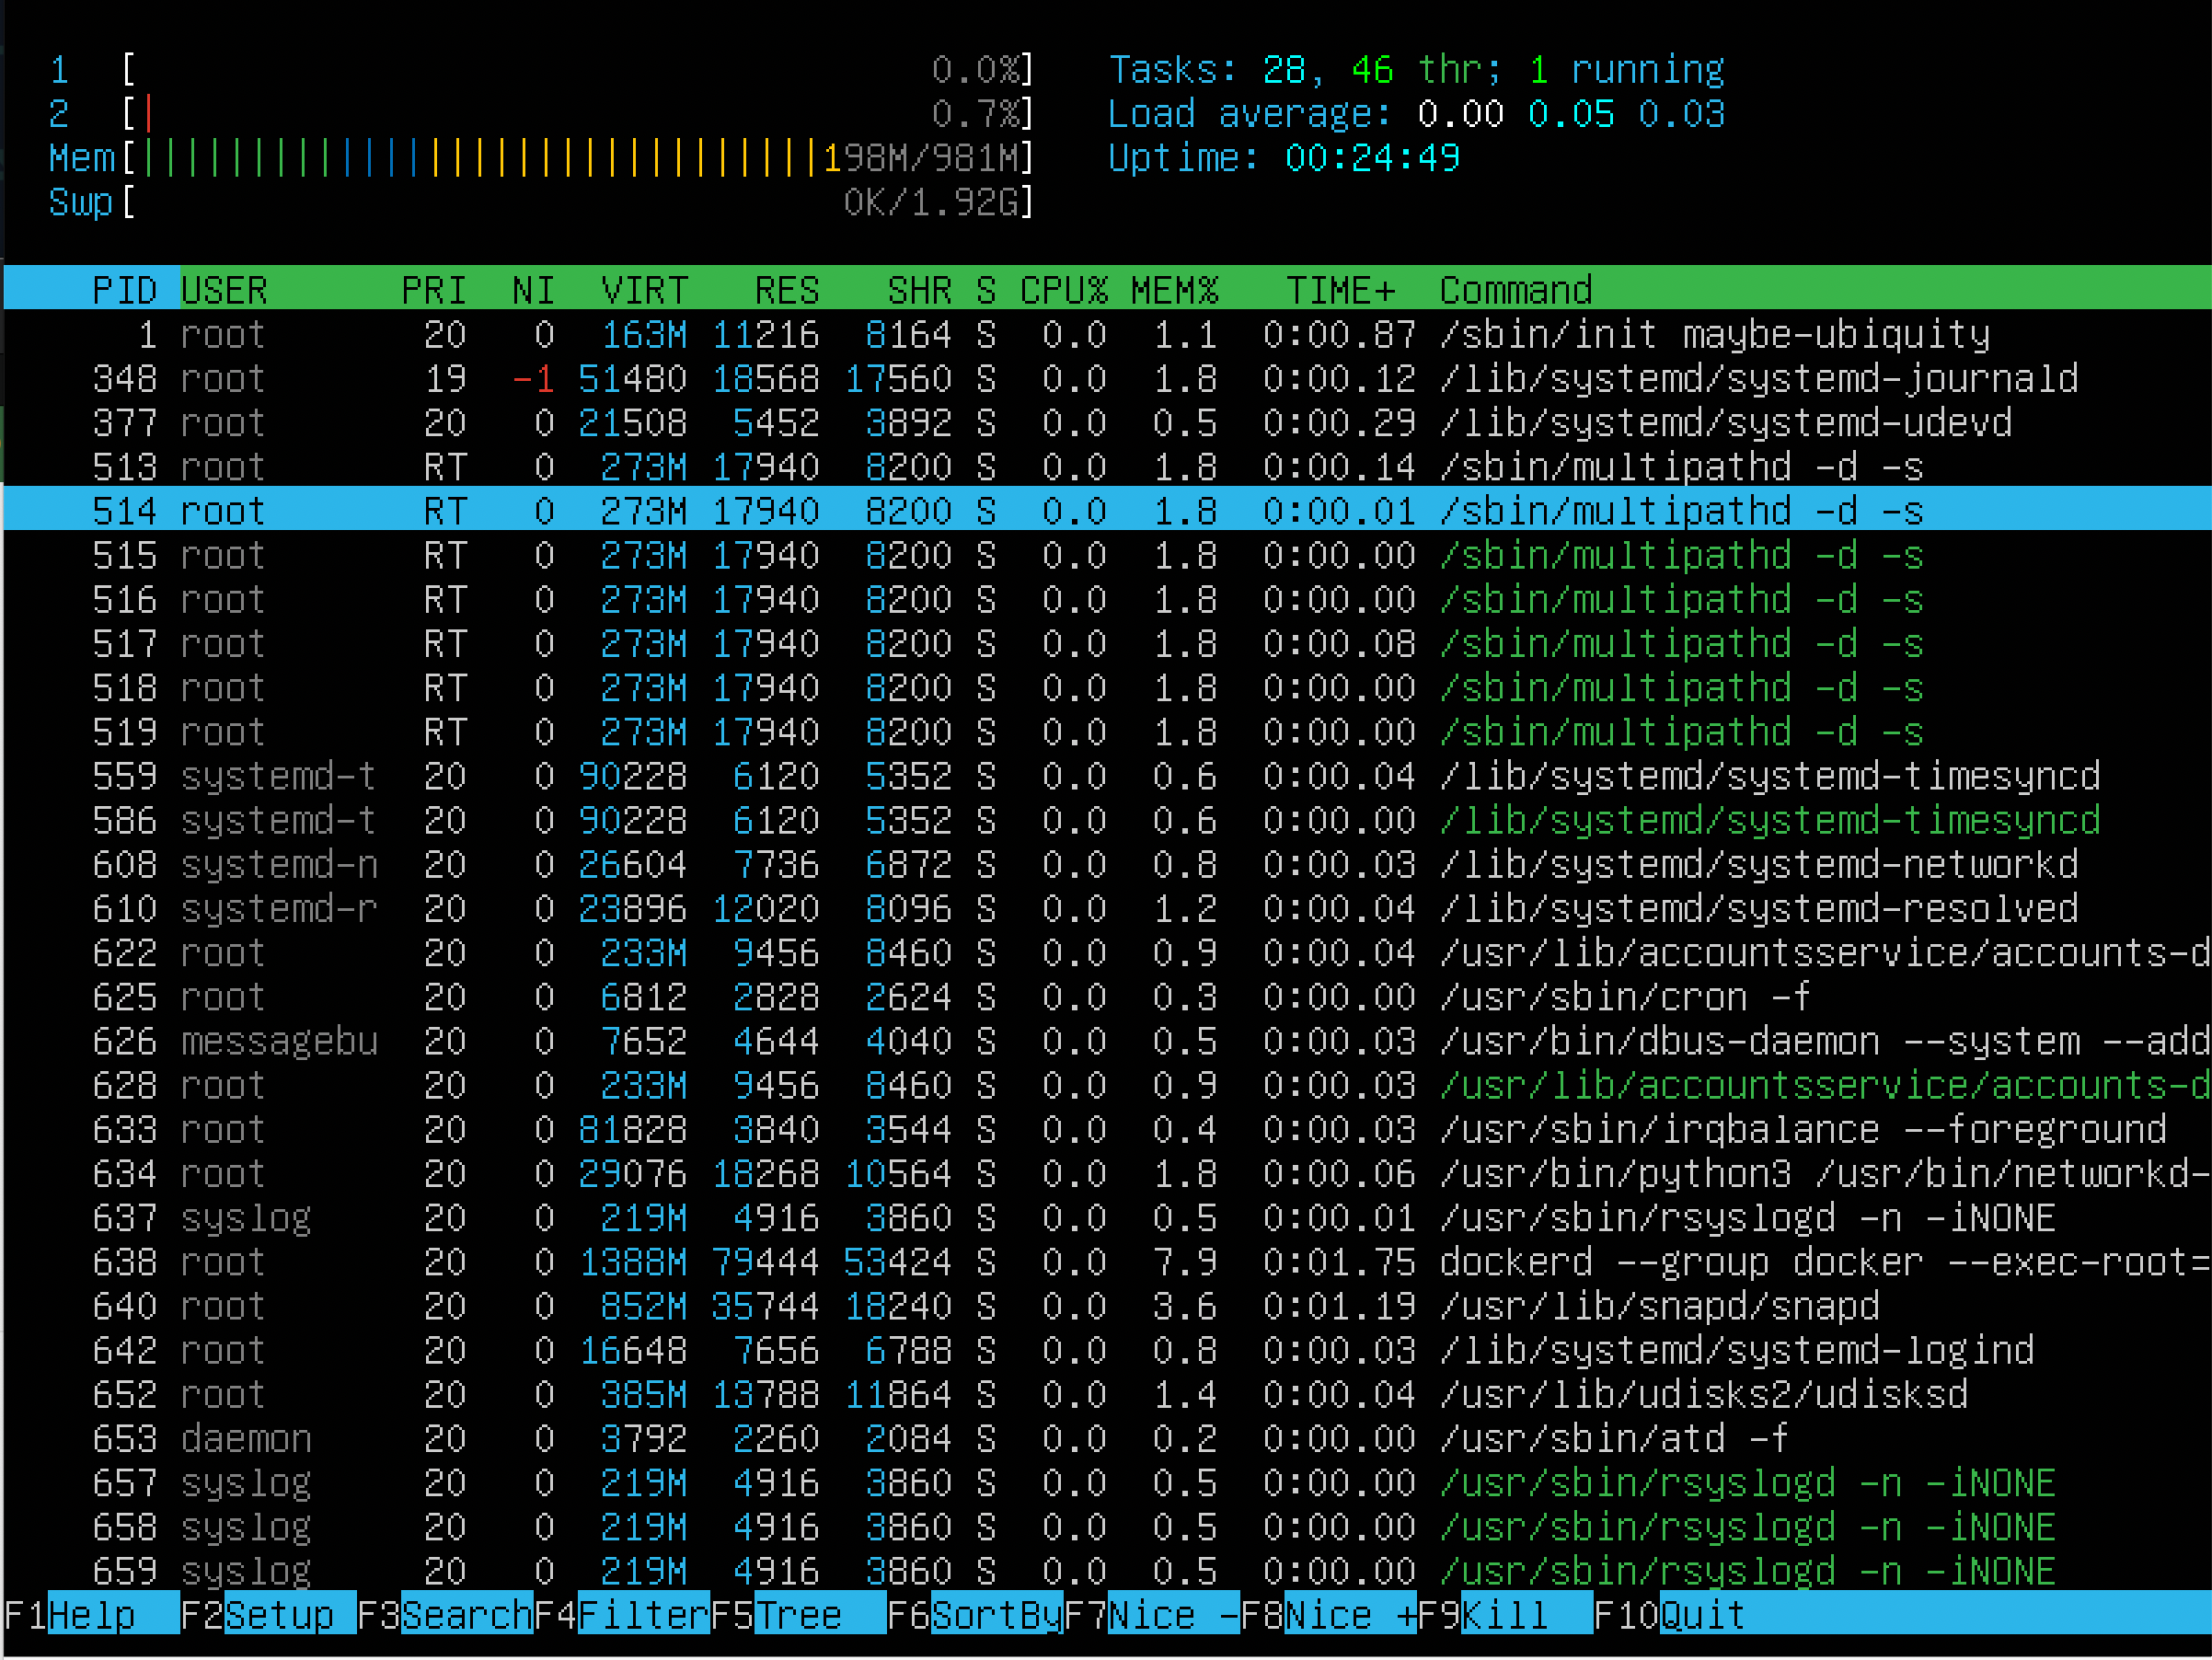 1 [ 0.0%] Tasks: 28, 46 thr; 1 running
2 [| 0.7%] Load average: 0.00 0.05 0.03
Mem[|||||||||||||||||||||||||||||||198M/981M] Uptime: 00:24:49
Swp[ 0K/1.92G]
PID USER PRI NI VIRT RES SHR S CPU% MEM% TIME+ Command
1 root 20 0 163M 11216 8164 S 0.0 1.1 0:00.87 /sbin/init maybe-ubiquity
348 root 19 -1 51480 18568 17560 S 0.0 1.8 0:00.12 /lib/systemd/systemd-journald
377 root 20 0 21508 5452 3892 S 0.0 0.5 0:00.29 /lib/systemd/systemd-udevd
513 root RT 0 273M 17940 8200 S 0.0 1.8 0:00.14 /sbin/multipathd -d -s
514 root RT 0 273M 17940 8200 S 0.0 1.8 0:00.01 /sbin/multipathd -d -s
515 root RT 0 273M 17940 8200 S 0.0 1.8 0:00.00 /sbin/multipathd -d -s
516 root RT 0 273M 17940 8200 S 0.0 1.8 0:00.00 /sbin/multipathd -d -s
517 root RT 0 273M 17940 8200 S 0.0 1.8 0:00.08 /sbin/multipathd -d -s
518 root RT 0 273M 17940 8200 S 0.0 1.8 0:00.00 /sbin/multipathd -d -s
519 root RT 0 273M 17940 8200 S 0.0 1.8 0:00.00 /sbin/multipathd -d -s
559 systemd-t 20 0 90228 6120 5352 S 0.0 0.6 0:00.04 /lib/systemd/systemd-timesyncd
586 systemd-t 20 0 90228 6120 5352 S 0.0 0.6 0:00.00 /lib/systemd/systemd-timesyncd
608 systemd-n 20 0 26604 7736 6872 S 0.0 0.8 0:00.03 /lib/systemd/systemd-networkd
610 systemd-r 20 0 23896 12020 8096 S 0.0 1.2 0:00.04 /lib/systemd/systemd-resolved
622 root 20 0 233M 9456 8460 S 0.0 0.9 0:00.04 /usr/lib/accountsservice/accounts-d
625 root 20 0 6812 2828 2624 S 0.0 0.3 0:00.00 /usr/sbin/cron -f
626 messagebu 20 0 7652 4644 4040 S 0.0 0.5 0:00.03 /usr/bin/dbus-daemon --system --add
628 root 20 0 233M 9456 8460 S 0.0 0.9 0:00.03 /usr/lib/accountsservice/accounts-d
633 root 20 0 81828 3840 3544 S 0.0 0.4 0:00.03 /usr/sbin/irqbalance --foreground
634 root 20 0 29076 18268 10564 S 0.0 1.8 0:00.06 /usr/bin/python3 /usr/bin/networkd-
637 syslog 20 0 219M 4916 3860 S 0.0 0.5 0:00.01 /usr/sbin/rsyslogd -n -iNONE
638 root 20 0 1388M 79444 53424 S 0.0 7.9 0:01.75 dockerd --group docker --exec-root=
640 root 20 0 852M 35744 18240 S 0.0 3.6 0:01.19 /usr/lib/snapd/snapd
642 root 20 0 16648 7656 6788 S 0.0 0.8 0:00.03 /lib/systemd/systemd-logind
652 root 20 0 385M 13788 11864 S 0.0 1.4 0:00.04 /usr/lib/udisks2/udisksd
653 daemon 20 0 3792 2260 2084 S 0.0 0.2 0:00.00 /usr/sbin/atd -f
657 syslog 20 0 219M 4916 3860 S 0.0 0.5 0:00.00 /usr/sbin/rsyslogd -n -iNONE
658 syslog 20 0 219M 4916 3860 S 0.0 0.5 0:00.00 /usr/sbin/rsyslogd -n -iNONE
659 syslog 20 0 219M 4916 3860 S 0.0 0.5 0:00.00 /usr/sbin/rsyslogd -n -iNONE
F1Help F2Setup F3SearchF4FilterF5Tree F6SortByF7Nice -F8Nice +F9Kill F10Quit